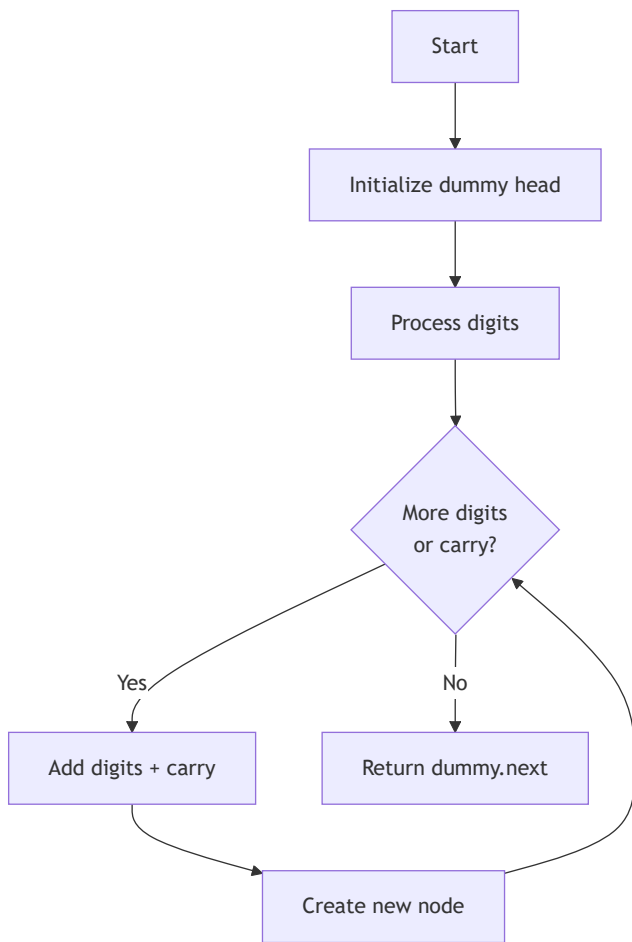 Start
Initialize dummy head
Process digits
More digits
or carry?
Yes
No
Add digits + carry
Return dummy.next
Create new node